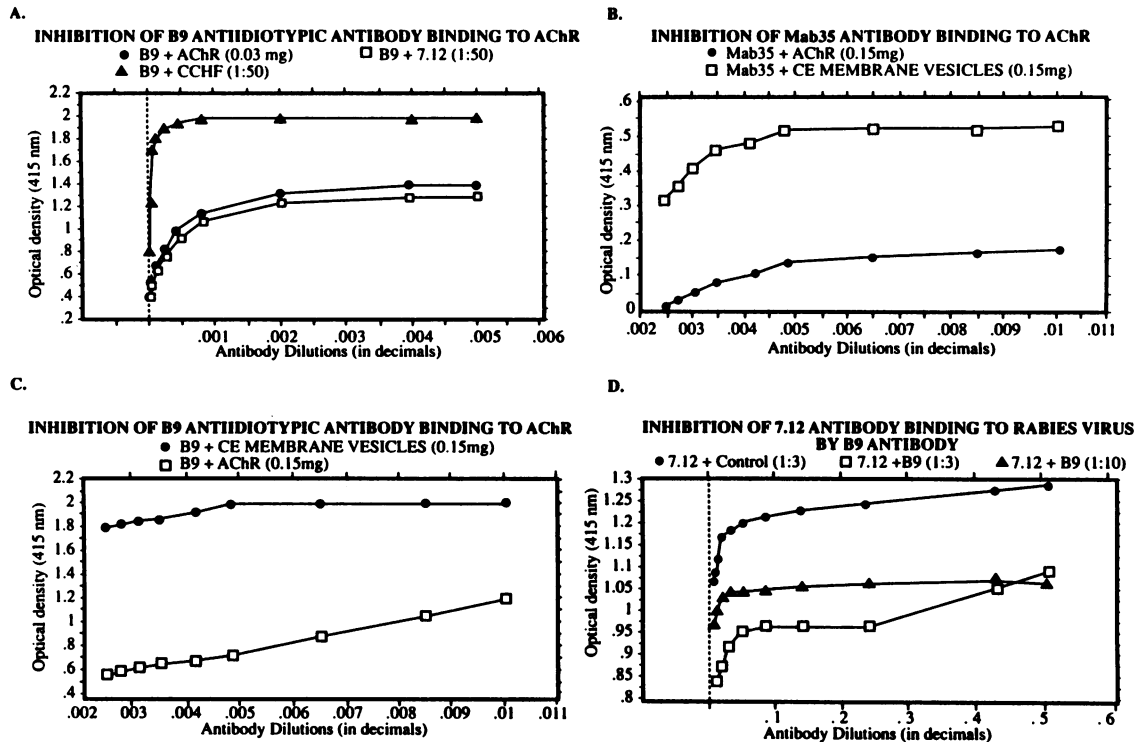 A.
INHIBITION OF B9 ANTIIDIOTYPIC ANTIBODY BINDING TO AChR
B9 + AChR (0.03 mg) B9 + 7.12 (1:50)
B9 + CCHF (1:50)
2.2
2
1.8
1.6
1.4
1.2
1
.8
.6
.4
.2
Optical density (415 nm)
.001 .002 .003 .004 .005 .006
Antibody Dilutions (in decimals)
B.
INHIBITION OF Mab35 ANTIBODY BINDING TO AChR
Mab35 + AChR (0.15mg)
Mab35 + CE MEMBRANE VESICLES (0.15mg)
.6
.5
.4
.3
.2
.1
0
Optical density (415 nm)
.002 .003 .004 .005 .006 .007 .008 .009 .01 .011
Antibody Dilutions (in decimals)
C.
INHIBITION OF B9 ANTIIDIOTYPIC ANTIBODY BINDING TO AChR
B9 + CE MEMBRANE VESICLES (0.15mg)
B9 + AChR (0.15mg)
2.2
2
1.8
1.6
1.4
1.2
1
.8
.6
.4
Optical density (415 nm)
.002 .003 .004 .005 .006 .007 .008 .009 .01 .011
Antibody Dilutions (in decimals)
D.
INHIBITION OF 7.12 ANTIBODY BINDING TO RABIES VIRUS
BY B9 ANTIBODY
7.12 + Control (1:3) 7.12 +B9 (1:3) 7.12 + B9 (1:10)
1.3
1.25
1.20
1.15
1.1
1.05
1
.95
.9
.85
.8
Optical density (415 nm)
.1 .2 .3 .4 .5 .6
Antibody Dilutions (in decimals)